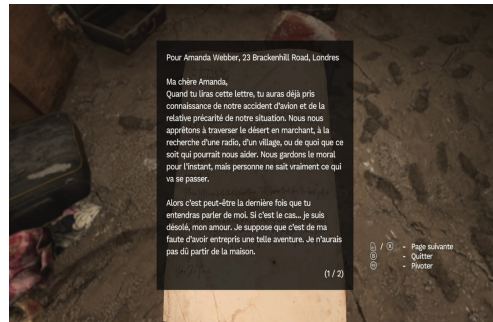 Pour Amanda Webber, 23 Brackenhill Road, Londres
Ma chère Amanda,
Quand tu liras cette lettre, tu auras déjà pris
connaissance de notre accident d'avion et de la
relative précarité de notre situation. Nous nous
apprêtons à traverser le désert en marchant, à la
recherche d'une radio, d'un village, ou de quoi que ce
soit qui pourrait nous aider. Nous gardons le moral
pour l'instant, mais personne ne sait vraiment ce qui
va se passer.
Alors c'est peut-être la dernière fois que tu
entendras parler de moi. Si c'est le cas... je suis
désolé, mon amour. Je suppose que c'est de ma
faute d'avoir entrepris une telle aventure. Je n'aurais
pas dû partir de la maison.
(1 / 2)
/ - Page suivante
- Quitter
- Pivoter